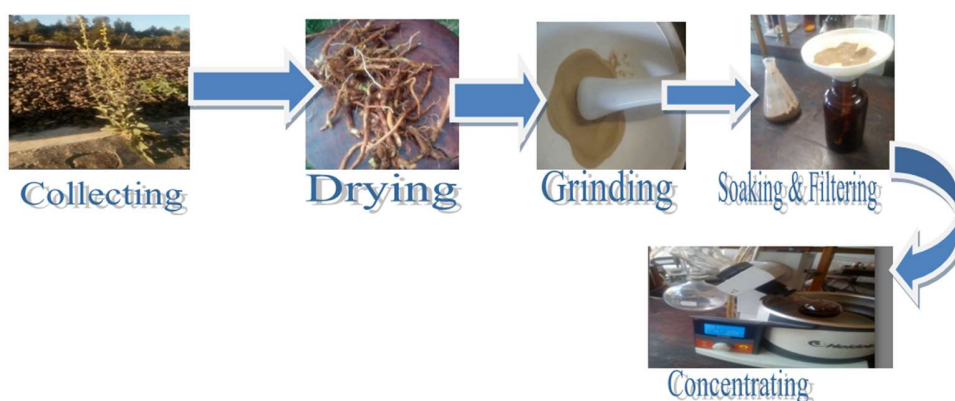 Collecting
Drying
Grinding
Soaking & Filtering
Concentrating